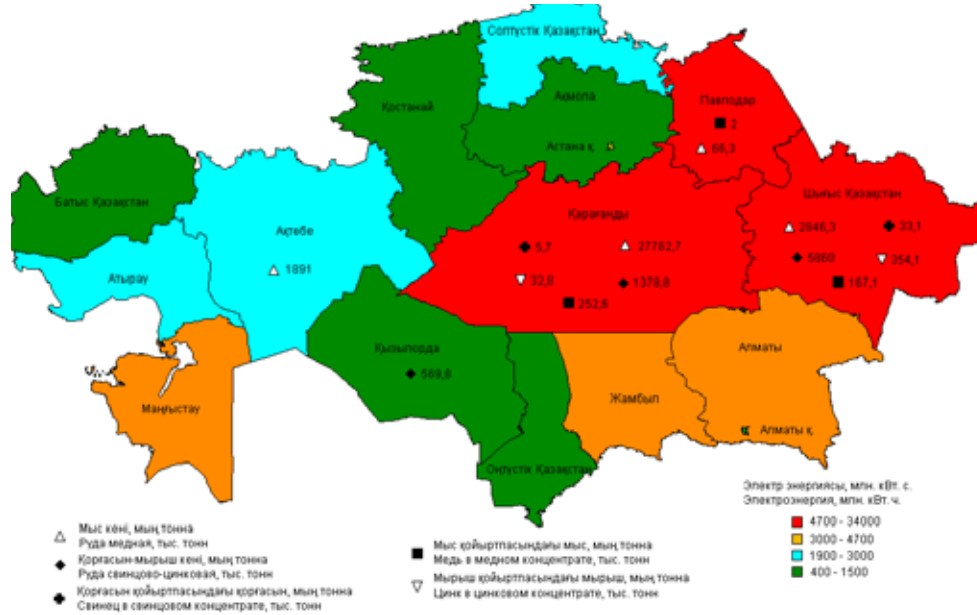 Солтүстік Қазақстан
Қостанай
Ақмола
Астана қ.
Павлодар
2
66,3
Батыс Қазақстан
Ақтөбе
1891
Атырау
Қарағанды
5,7
27762,7
32,8
1378,8
252,6
Шығыс Қазақстан
2846,3
33,1
5860
354,1
167,1
Қызылорда
569,8
Маңғыстау
Жамбыл
Алматы
Алматы қ.
Оңтүстік Қазақстан
Электр энергиясы, млн. кВт. с.
Электроэнергия, млн. кВт. ч.
4700 - 34000
3000 - 4700
1900 - 3000
400 - 1500
Мыс кені, мың тонна
Руда медная, тыс. тонн
Қорғасын-мырыш кені, мың тонна
Руда свинцово-цинковая, тыс. тонн
Қорғасын қойыртпасындағы қорғасын, мың тонна
Свинец в свинцовом концентрате, тыс. тонн
Мыс қойыртпасындағы мыс, мың тонна
Медь в медном концентрате, тыс. тонн
Мырыш қойыртпасындағы мырыш, мың тонна
Цинк в цинковом концентрате, тыс. тонн